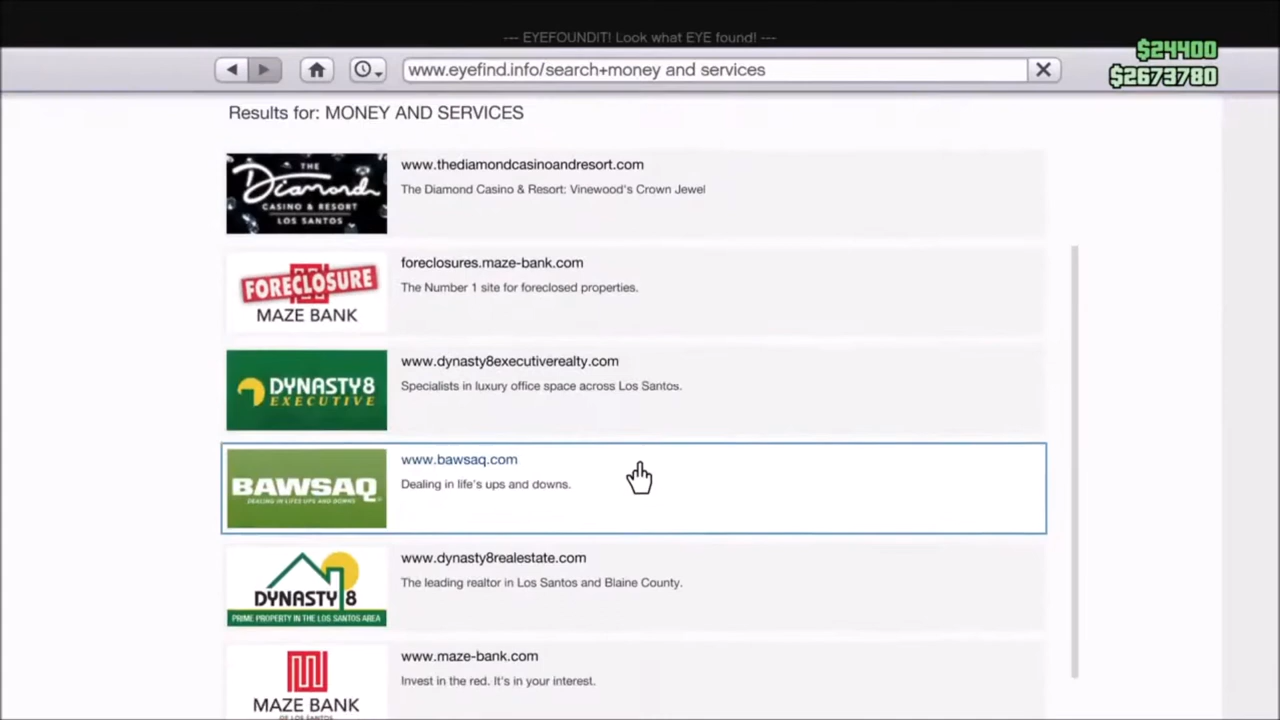 --- EYEFOUNDIT! Look what EYE found! ---
$24400
$2673780
www.eyefind.info/search+money and services
Results for: MONEY AND SERVICES
THE
Diamond
CASINO & RESORT
LOS SANTOS
www.thediamondcasinoandresort.com
The Diamond Casino & Resort: Vinewood's Crown Jewel
FORECLOSURE
MAZE BANK
foreclosures.maze-bank.com
The Number 1 site for foreclosed properties.
DYNASTY 8
EXECUTIVE
www.dynasty8executiverealty.com
Specialists in luxury office space across Los Santos.
BAWSAQ
DEALING IN LIFE'S UPS AND DOWNS
www.bawsaq.com
Dealing in life's ups and downs.
DYNASTY 8
PRIME PROPERTY IN THE LOS SANTOS AREA
www.dynasty8realestate.com
The leading realtor in Los Santos and Blaine County.
MAZE BANK
OF LOS SANTOS
www.maze-bank.com
Invest in the red. It's in your interest.